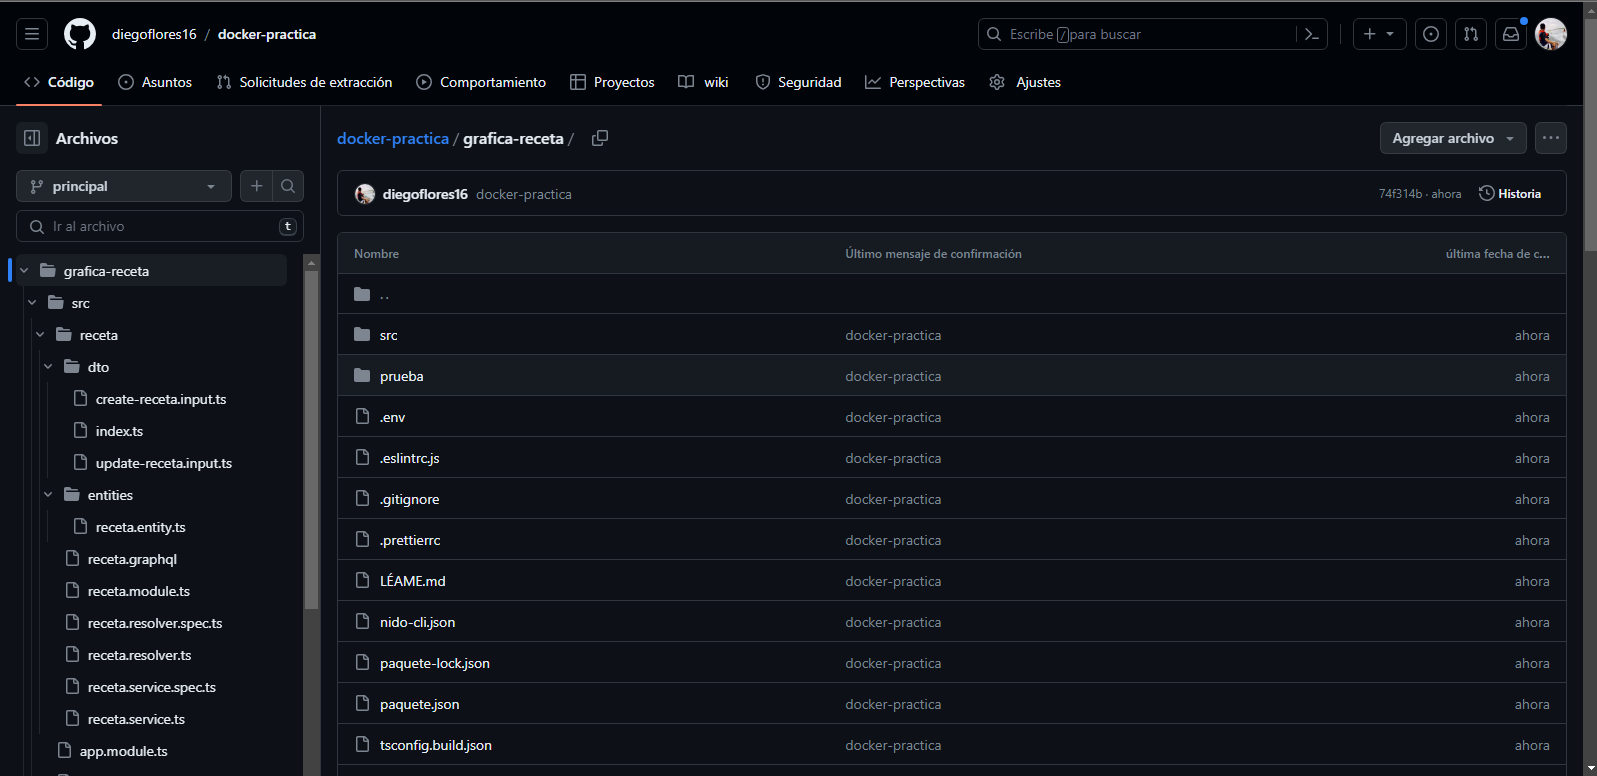 diegoflores16 / docker-practica
Escribe / para buscar
Código
Asuntos
Solicitudes de extracción
Comportamiento
Proyectos
wiki
Seguridad
Perspectivas
Ajustes
Archivos
principal
Ir al archivo
t
grafica-receta
src
receta
dto
create-receta.input.ts
index.ts
update-receta.input.ts
entities
receta.entity.ts
receta.graphql
receta.module.ts
receta.resolver.spec.ts
receta.resolver.ts
receta.service.spec.ts
receta.service.ts
app.module.ts
docker-practica / grafica-receta /
Agregar archivo
diegoflores16 docker-practica
74f314b · ahora
Historia
Nombre Último mensaje de confirmación última fecha de c...
..
src docker-practica ahora
prueba docker-practica ahora
.env docker-practica ahora
.eslintrc.js docker-practica ahora
.gitignore docker-practica ahora
.prettierrc docker-practica ahora
LÉAME.md docker-practica ahora
nido-cli.json docker-practica ahora
paquete-lock.json docker-practica ahora
paquete.json docker-practica ahora
tsconfig.build.json docker-practica ahora